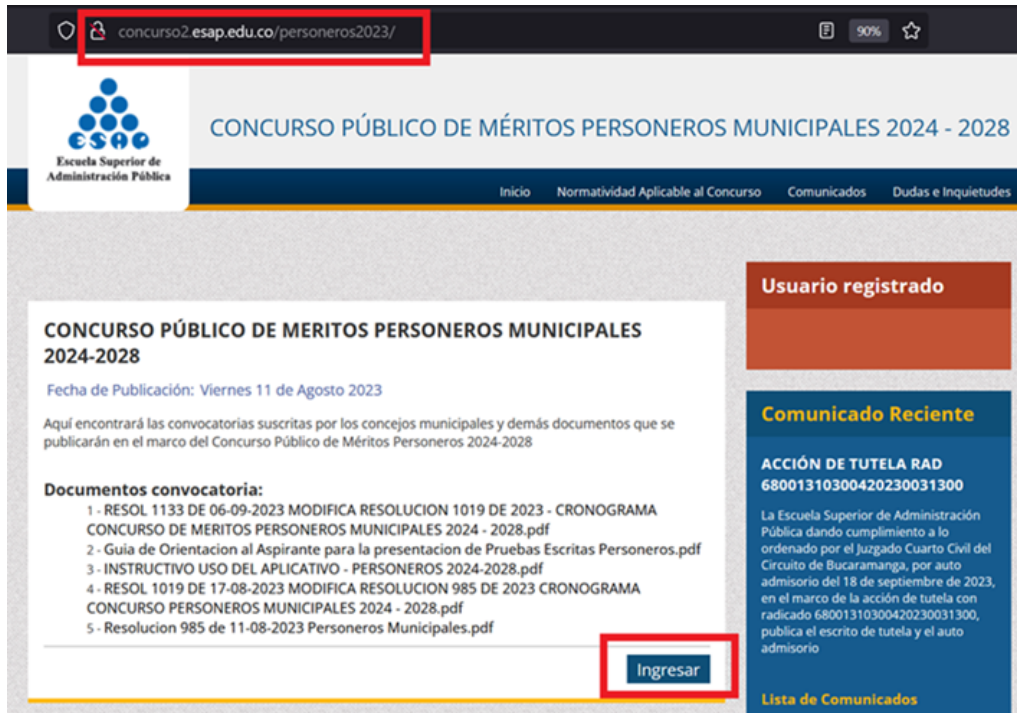 concurso2.esap.edu.co/personeros2023/
90%
esap
Escuela Superior de
Administración Pública
CONCURSO PÚBLICO DE MÉRITOS PERSONEROS MUNICIPALES 2024 - 2028
Inicio Normatividad Aplicable al Concurso Comunicados Dudas e Inquietudes
CONCURSO PÚBLICO DE MERITOS PERSONEROS MUNICIPALES
2024-2028
Fecha de Publicación: Viernes 11 de Agosto 2023
Aquí encontrará las convocatorias suscritas por los concejos municipales y demás documentos que se
publicarán en el marco del Concurso Público de Méritos Personeros 2024-2028
Documentos convocatoria:
1 - RESOL 1133 DE 06-09-2023 MODIFICA RESOLUCION 1019 DE 2023 - CRONOGRAMA
CONCURSO DE MERITOS PERSONEROS MUNICIPALES 2024 - 2028.pdf
2 - Guia de Orientacion al Aspirante para la presentacion de Pruebas Escritas Personeros.pdf
3 - INSTRUCTIVO USO DEL APLICATIVO - PERSONEROS 2024-2028.pdf
4 - RESOL 1019 DE 17-08-2023 MODIFICA RESOLUCION 985 DE 2023 CRONOGRAMA
CONCURSO PERSONEROS MUNICIPALES 2024 - 2028.pdf
5 - Resolucion 985 de 11-08-2023 Personeros Municipales.pdf
Ingresar
Usuario registrado
Comunicado Reciente
ACCIÓN DE TUTELA RAD
68001310300420230031300
La Escuela Superior de Administración
Pública dando cumplimiento a lo
ordenado por el Juzgado Cuarto Civil del
Circuito de Bucaramanga, por auto
admisorio del 18 de septiembre de 2023,
en el marco de la acción de tutela con
radicado 68001310300420230031300,
publica el escrito de tutela y el auto
admisorio
Lista de Comunicados